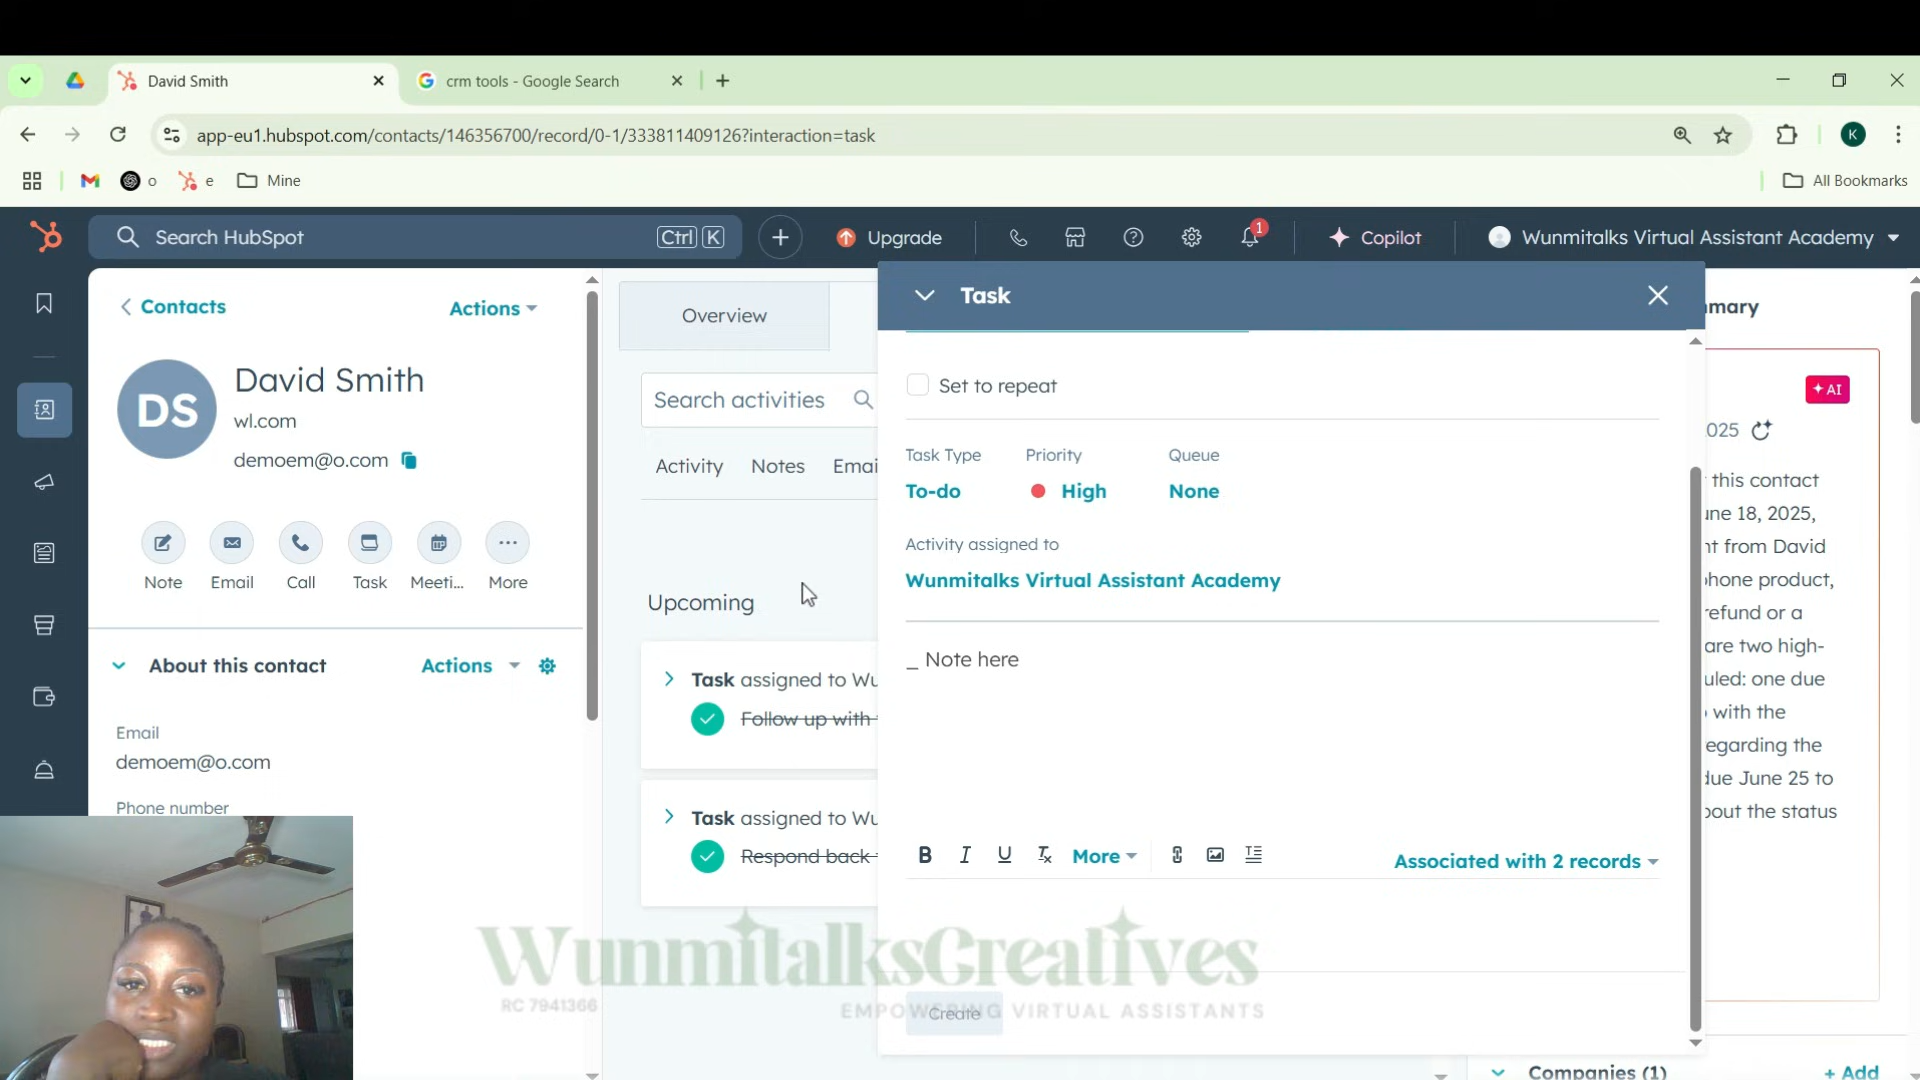 David Smith
crm tools - Google Search
app-eu1.hubspot.com/contacts/146356700/record/0-1/333811409126?interaction=task
K
o
e
Mine
All Bookmarks
Search HubSpot
Ctrl K
Upgrade
1
Copilot
Wunmitalks Virtual Assistant Academy
Contacts
Actions
DS
David Smith
wl.com
demoem@o.com
Note
Email
Call
Task
Meeti...
More
About this contact
Actions
Email
demoem@o.com
Phone number
Overview
Search activities
Activity
Notes
Emai
Upcoming
Task assigned to Wu
Follow up with
Task assigned to Wu
Respond back
Task
Set to repeat
Task Type
Priority
Queue
To-do
High
None
Activity assigned to
Wunmitalks Virtual Assistant Academy
_ Note here
B I U
More
Associated with 2 records
Create
mmary
AI
025
this contact
une 18, 2025,
nt from David
phone product,
refund or a
are two high-
uled: one due
with the
egarding the
due June 25 to
bout the status
Companies (1)
+ Add
WunmitalksCreatives
RC 7941366
EMPOWERING VIRTUAL ASSISTANTS